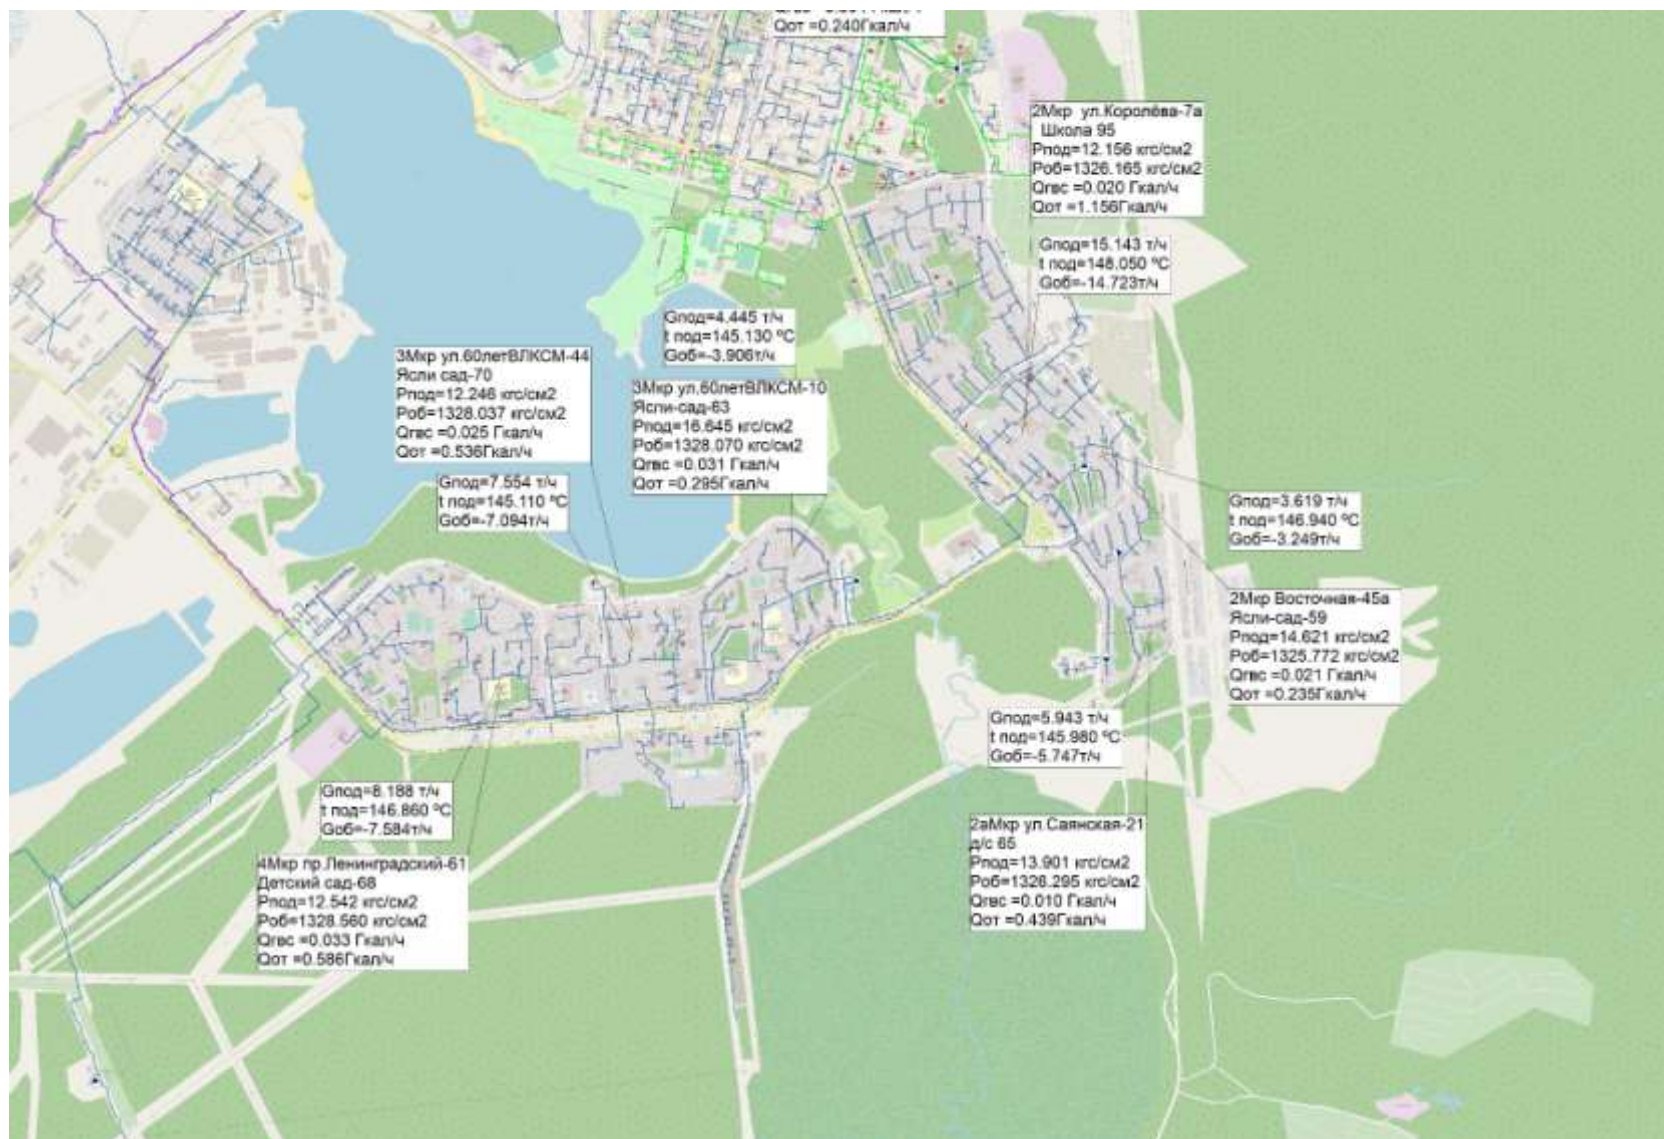 Qот =0.240Гкал/ч
2Мкр ул.Королёва-7а
Школа 95
Рпод=12.156 кгс/см2
Роб=1326.165 кгс/см2
Qгвс =0.020 Гкал/ч
Qот =1.156Гкал/ч
Gпод=15.143 т/ч
t под=148.050 ºC
Gоб=-14.723т/ч
Gпод=4.445 т/ч
t под=145.130 ºC
Gоб=-3.906т/ч
3Мкр ул.60летВЛКСМ-44
Ясли сад-70
Рпод=12.246 кгс/см2
Роб=1328.037 кгс/см2
Qгвс =0.025 Гкал/ч
Qот =0.536Гкал/ч
3Мкр ул.60летВЛКСМ-10
Ясли-сад-63
Рпод=16.645 кгс/см2
Роб=1328.070 кгс/см2
Qгвс =0.031 Гкал/ч
Qот =0.295Гкал/ч
Gпод=7.554 т/ч
t под=145.110 ºC
Gоб=-7.094т/ч
Gпод=3.619 т/ч
t под=146.940 ºC
Gоб=-3.249т/ч
2Мкр Восточная-45а
Ясли-сад-59
Рпод=14.621 кгс/см2
Роб=1325.772 кгс/см2
Qгвс =0.021 Гкал/ч
Qот =0.235Гкал/ч
Gпод=5.943 т/ч
t под=145.980 ºC
Gоб=-5.747т/ч
Gпод=8.188 т/ч
t под=146.860 ºC
Gоб=-7.584т/ч
2аМкр ул.Саянская-21
д/с 65
Рпод=13.901 кгс/см2
Роб=1326.295 кгс/см2
Qгвс =0.010 Гкал/ч
Qот =0.439Гкал/ч
4Мкр пр.Ленинградский-61
Детский сад-68
Рпод=12.542 кгс/см2
Роб=1328.560 кгс/см2
Qгвс =0.033 Гкал/ч
Qот =0.586Гкал/ч